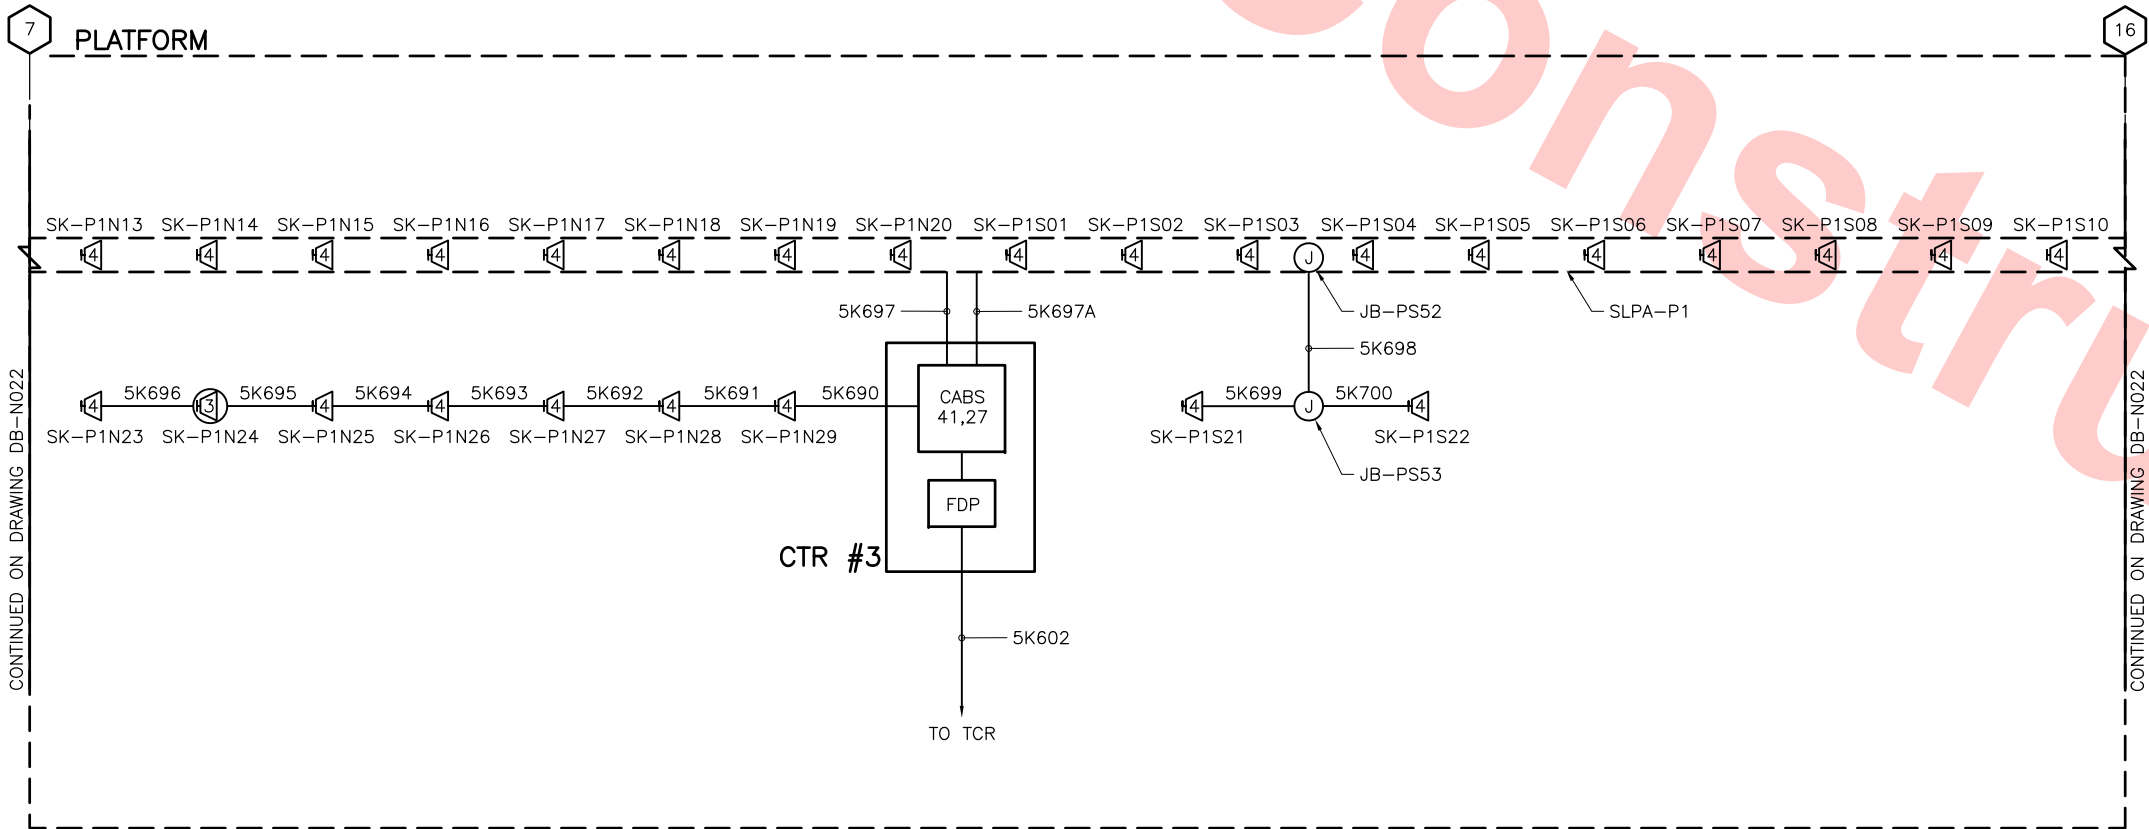 7
PLATFORM
16
Constru
SK-P1N13 SK-P1N14 SK-P1N15 SK-P1N16 SK-P1N17 SK-P1N18 SK-P1N19 SK-P1N20 SK-P1S01 SK-P1S02 SK-P1S03 SK-P1S04 SK-P1S05 SK-P1S06 SK-P1S07 SK-P1S08 SK-P1S09 SK-P1S10
4 4 4 4 4 4 4 4 4 4 4 J 4 4 4 4 4 4 4
5K697 5K697A JB-PS52 SLPA-P1
5K698
5K696 5K695 5K694 5K693 5K692 5K691 5K690 CABS 5K699 5K700
41,27
4 3 4 4 4 4 4 4 J 4
SK-P1N23 SK-P1N24 SK-P1N25 SK-P1N26 SK-P1N27 SK-P1N28 SK-P1N29 SK-P1S21 SK-P1S22
JB-PS53
FDP
CTR #3
5K602
TO TCR
CONTINUED ON DRAWING DB-N022
CONTINUED ON DRAWING DB-N022